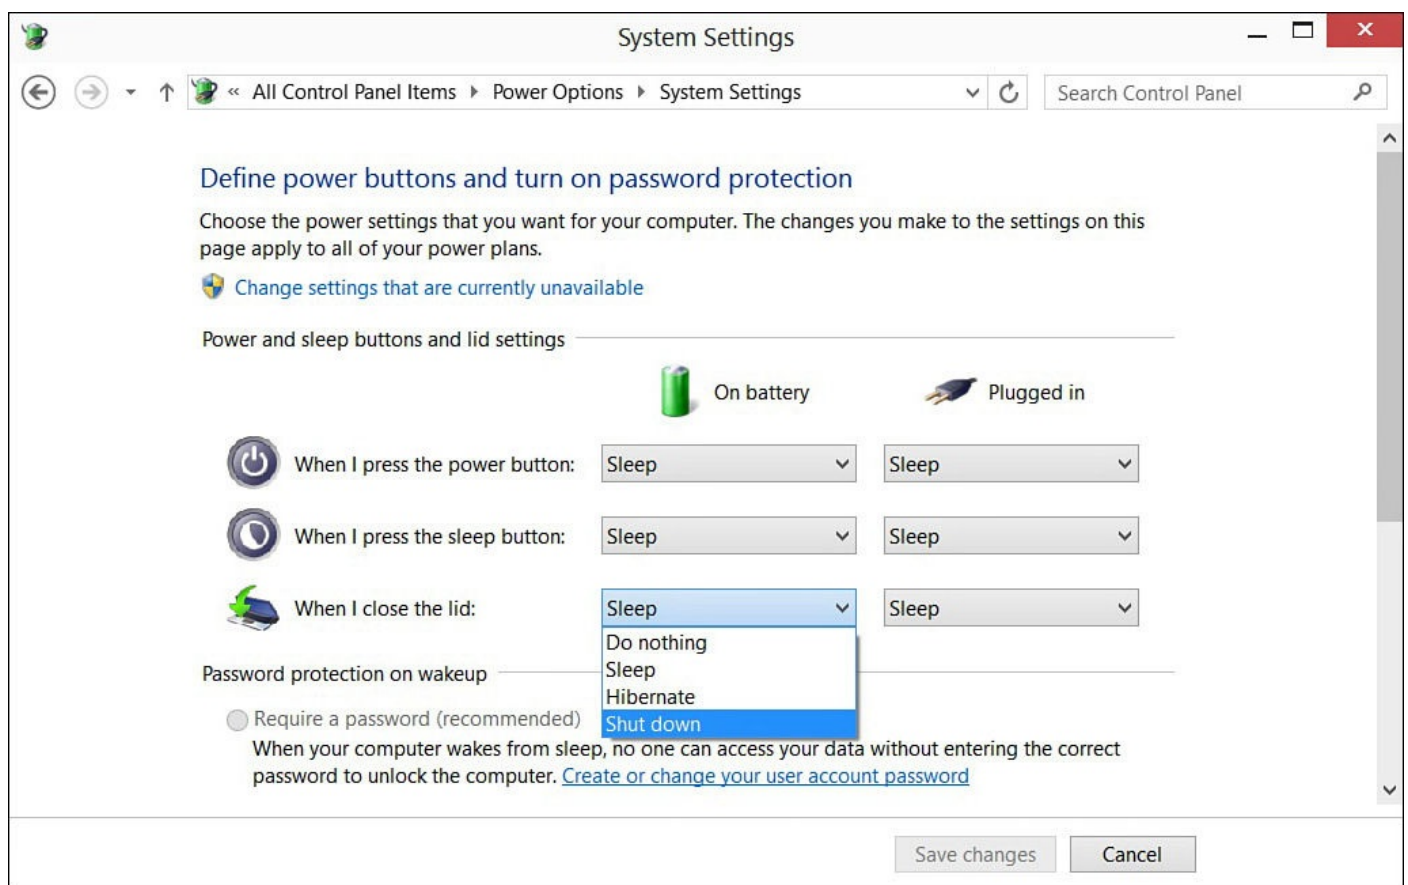 System Settings
« All Control Panel Items Power Options System Settings
Search Control Panel
Define power buttons and turn on password protection
Choose the power settings that you want for your computer. The changes you make to the settings on this
page apply to all of your power plans.
Change settings that are currently unavailable
Power and sleep buttons and lid settings
On battery Plugged in
When I press the power button: Sleep Sleep
When I press the sleep button: Sleep Sleep
When I close the lid: Sleep Sleep
Do nothing
Sleep
Hibernate
Shut down
Password protection on wakeup
Require a password (recommended)
When your computer wakes from sleep, no one can access your data without entering the correct
password to unlock the computer. Create or change your user account password
Save changes Cancel